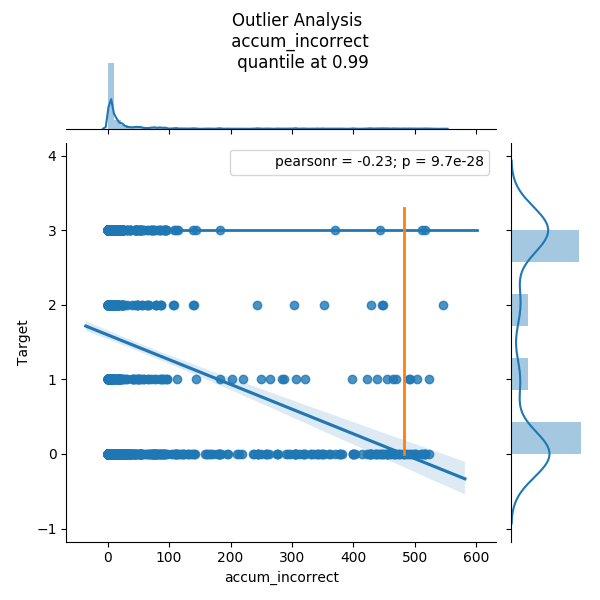 Outlier Analysis
accum_incorrect
quantile at 0.99
pearsonr = -0.23; p = 9.7e-28
4
3
2
1
0
−1
Target
0 100 200 300 400 500 600
accum_incorrect